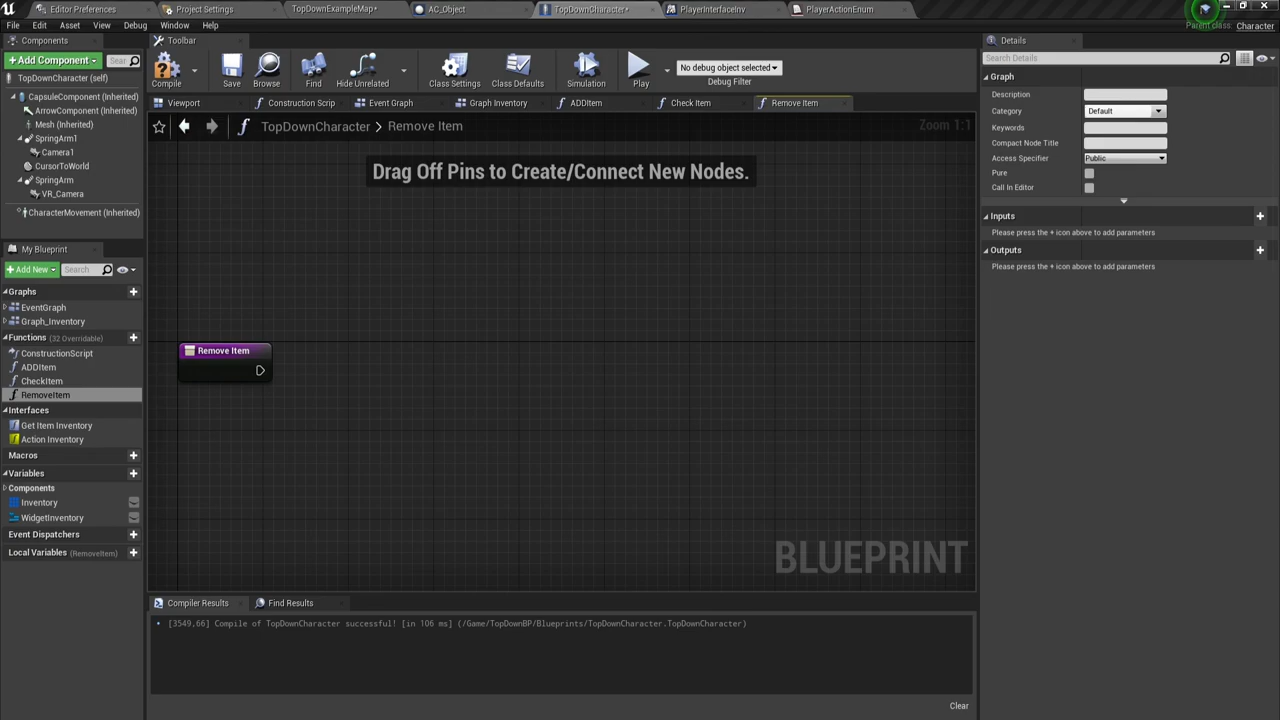 Editor Preferences
Project Settings
TopDownExampleMap*
AC_Object
TopDownCharacter*
PlayerInterfaceInv
PlayerActionEnum
File Edit Asset View Debug Window Help
Parent class: Character
Components
Toolbar
Details
+Add Component
Sear
TopDownCharacter (self)
CapsuleComponent (Inherited)
ArrowComponent (Inherited)
Mesh (Inherited)
SpringArm1
Camera1
CursorToWorld
SpringArm
VR_Camera
CharacterMovement (Inherited)
Compile
Save
Browse
Find
Hide Unrelated
Class Settings
Class Defaults
Simulation
Play
No debug object selected
Debug Filter
Viewport
Construction Scrip
Event Graph
Graph Inventory
ADDItem
Check Item
Remove Item
TopDownCharacter > Remove Item
Zoom 1:1
Drag Off Pins to Create/Connect New Nodes.
Remove Item
BLUEPRINT
My Blueprint
+Add New
Search
Graphs
EventGraph
Graph_Inventory
Functions (32 Overridable)
ConstructionScript
ADDItem
CheckItem
RemoveItem
Interfaces
Get Item Inventory
Action Inventory
Macros
Variables
Components
Inventory
WidgetInventory
Event Dispatchers
Local Variables (RemoveItem)
Compiler Results
Find Results
[3549,66] Compile of TopDownCharacter successful! [in 106 ms] (/Game/TopDownBP/Blueprints/TopDownCharacter.TopDownCharacter)
Clear
Search Details
Graph
Description
Category Default
Keywords
Compact Node Title
Access Specifier Public
Pure
Call In Editor
Inputs
Please press the + icon above to add parameters
Outputs
Please press the + icon above to add parameters